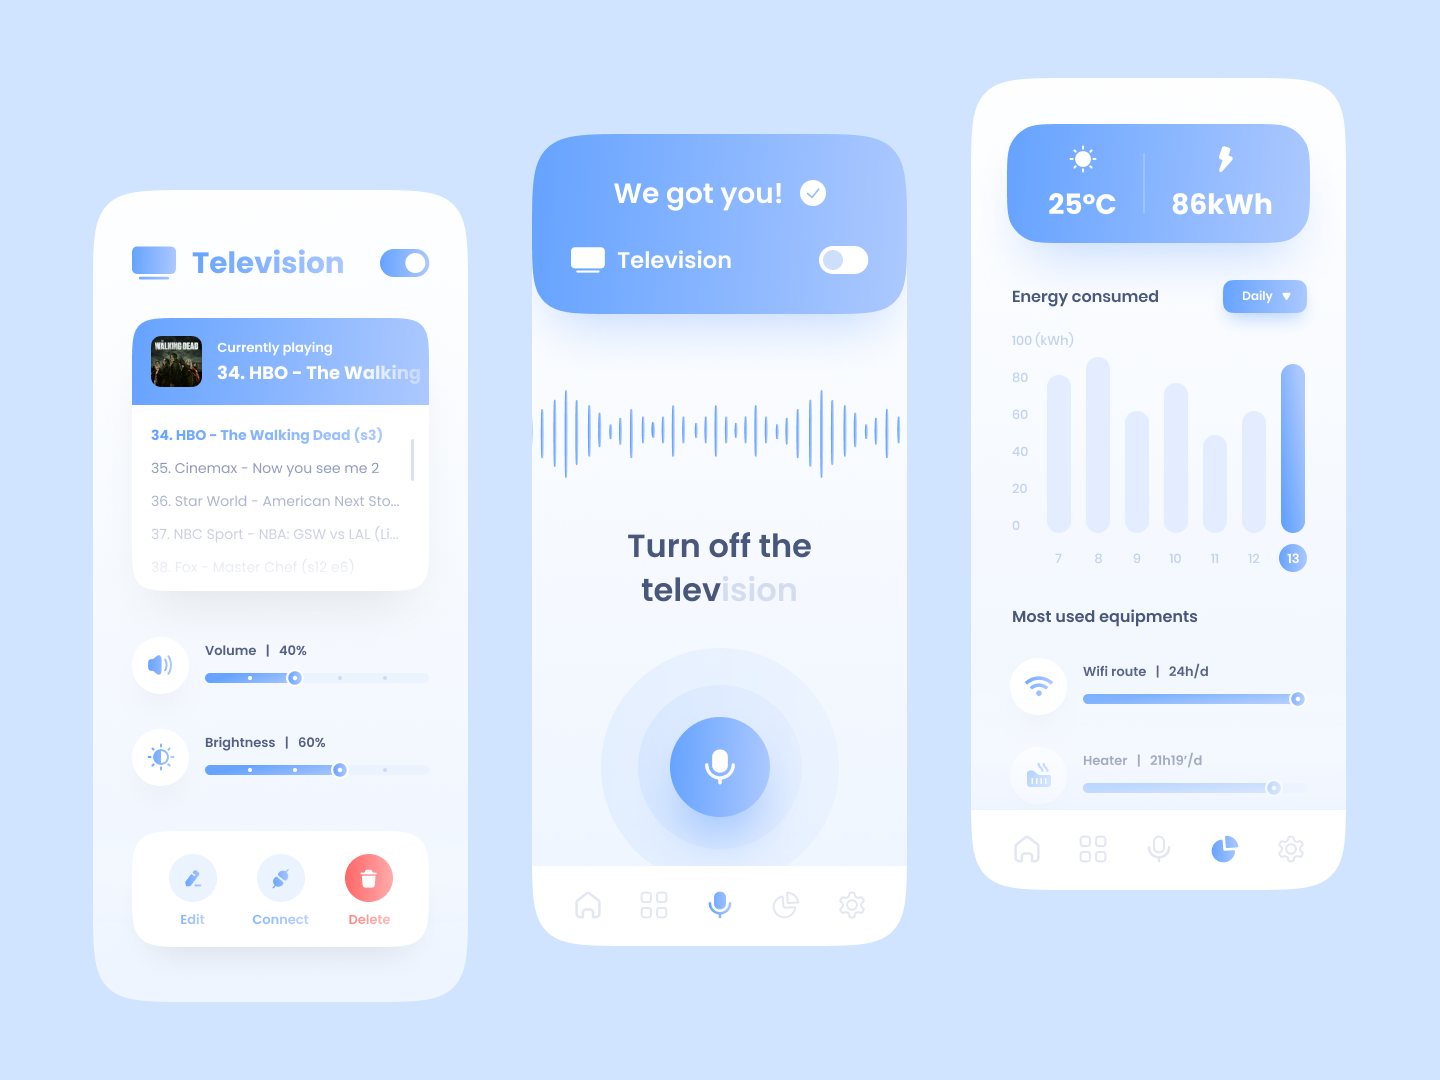 Television
WALKING DEAD
Currently playing
34. HBO - The Walking
34. HBO - The Walking Dead (s3)
35. Cinemax - Now you see me 2
36. Star World - American Next Sto...
37. NBC Sport - NBA: GSW vs LAL (Li...
38. Fox - Master Chef (s12 e6)
Volume | 40%
Brightness | 60%
Edit Connect Delete
We got you!
Television
Turn off the
television
25°C 86kWh
Energy consumed Daily
100 (kWh)
80
60
40
20
0
7 8 9 10 11 12 13
Most used equipments
Wifi route | 24h/d
Heater | 21h19'/d